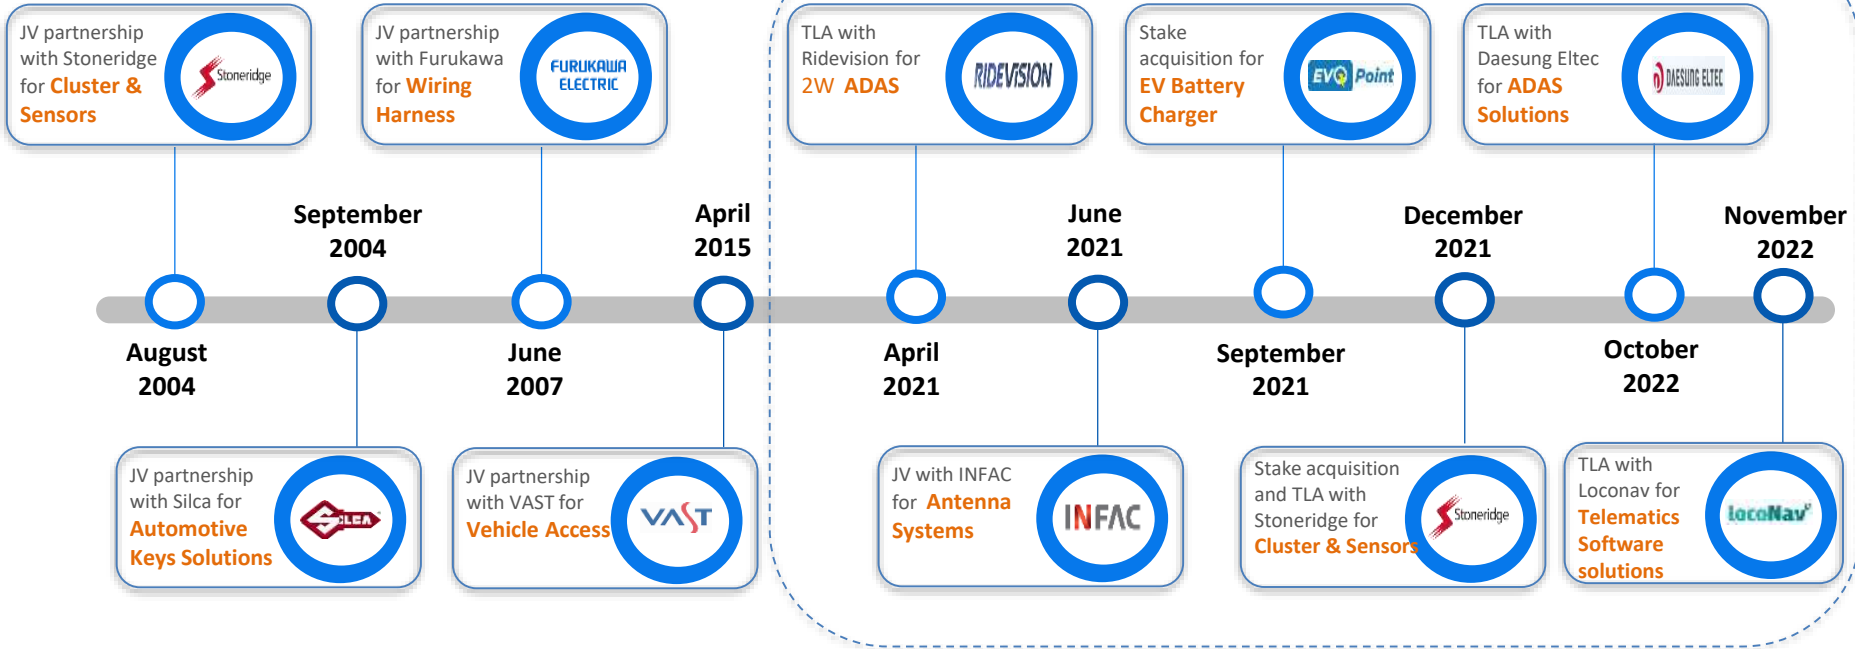 JV partnership
with Stoneridge
for Cluster &
Sensors
Stoneridge
JV partnership
with Furukawa
for Wiring
Harness
FURUKAWA
ELECTRIC
TLA with
Ridevision for
2W ADAS
RIDEVISION
Stake
acquisition for
EV Battery
Charger
EVQ Point
TLA with
Daesung Eltec
for ADAS
Solutions
DAESUNG ELTEC
September
2004
April
2015
June
2021
December
2021
November
2022
August
2004
June
2007
April
2021
September
2021
October
2022
JV partnership
with Silca for
Automotive
Keys Solutions
SILCA
JV partnership
with VAST for
Vehicle Access
VAST
JV with INFAC
for Antenna
Systems
INFAC
Stake acquisition
and TLA with
Stoneridge for
Cluster & Sensors
Stoneridge
TLA with
Loconav for
Telematics
Software
solutions
LocoNav